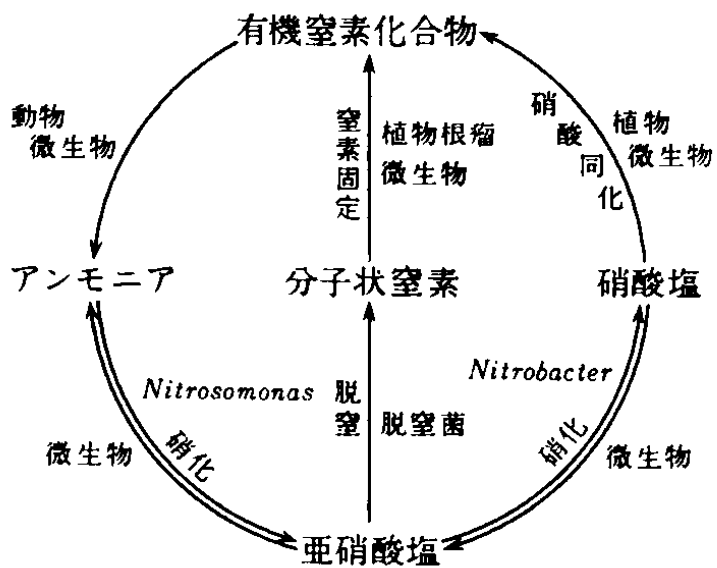 有機窒素化合物
動物
微生物
窒素固定
植物根瘤
微生物
硝酸同化
植物
微生物
アンモニア
分子状窒素
硝酸塩
Nitrosomonas
脱窒
脱窒菌
Nitrobacter
微生物
硝化
硝化
微生物
亜硝酸塩